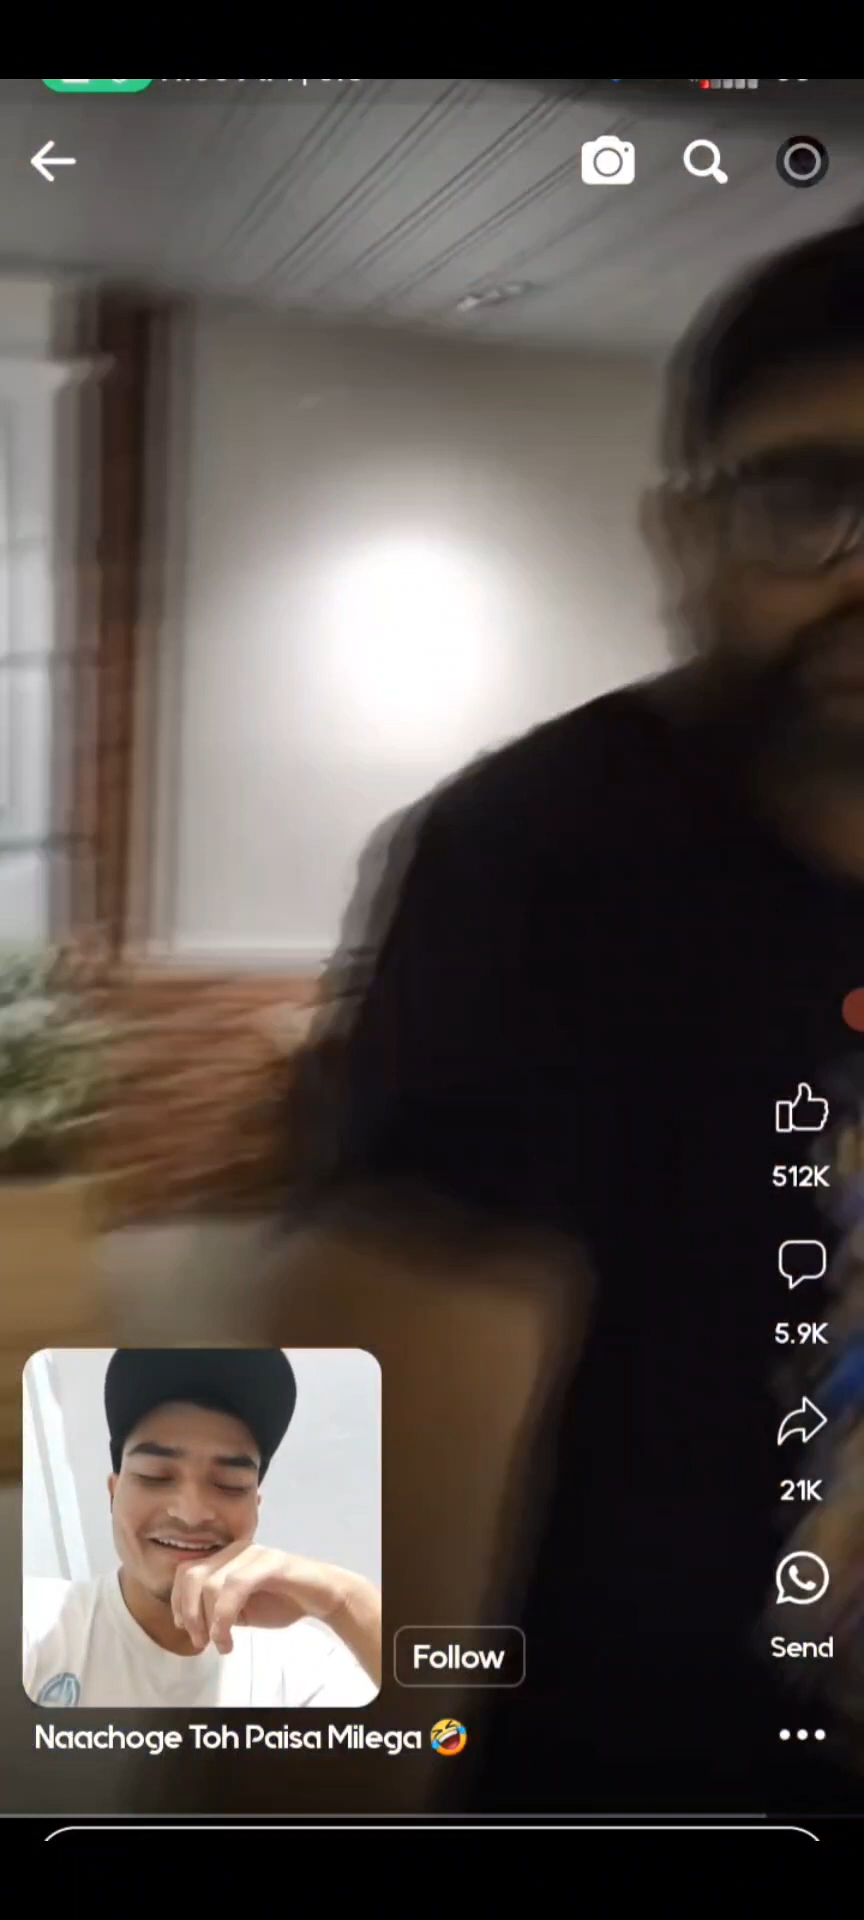 512K
5.9K
21K
Send
Follow
Naachoge Toh Paisa Milega 🤣